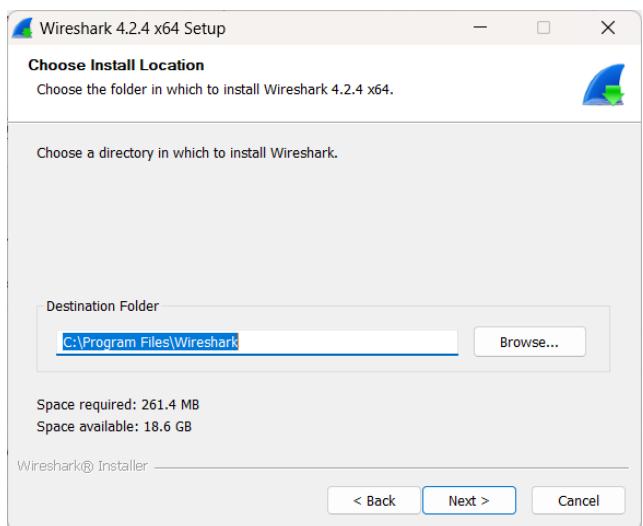 Wireshark 4.2.4 x64 Setup
Choose Install Location
Choose the folder in which to install Wireshark 4.2.4 x64.
Choose a directory in which to install Wireshark.
Destination Folder
C:\Program Files\Wireshark
Browse...
Space required: 261.4 MB
Space available: 18.6 GB
Wireshark® Installer
< Back Next > Cancel